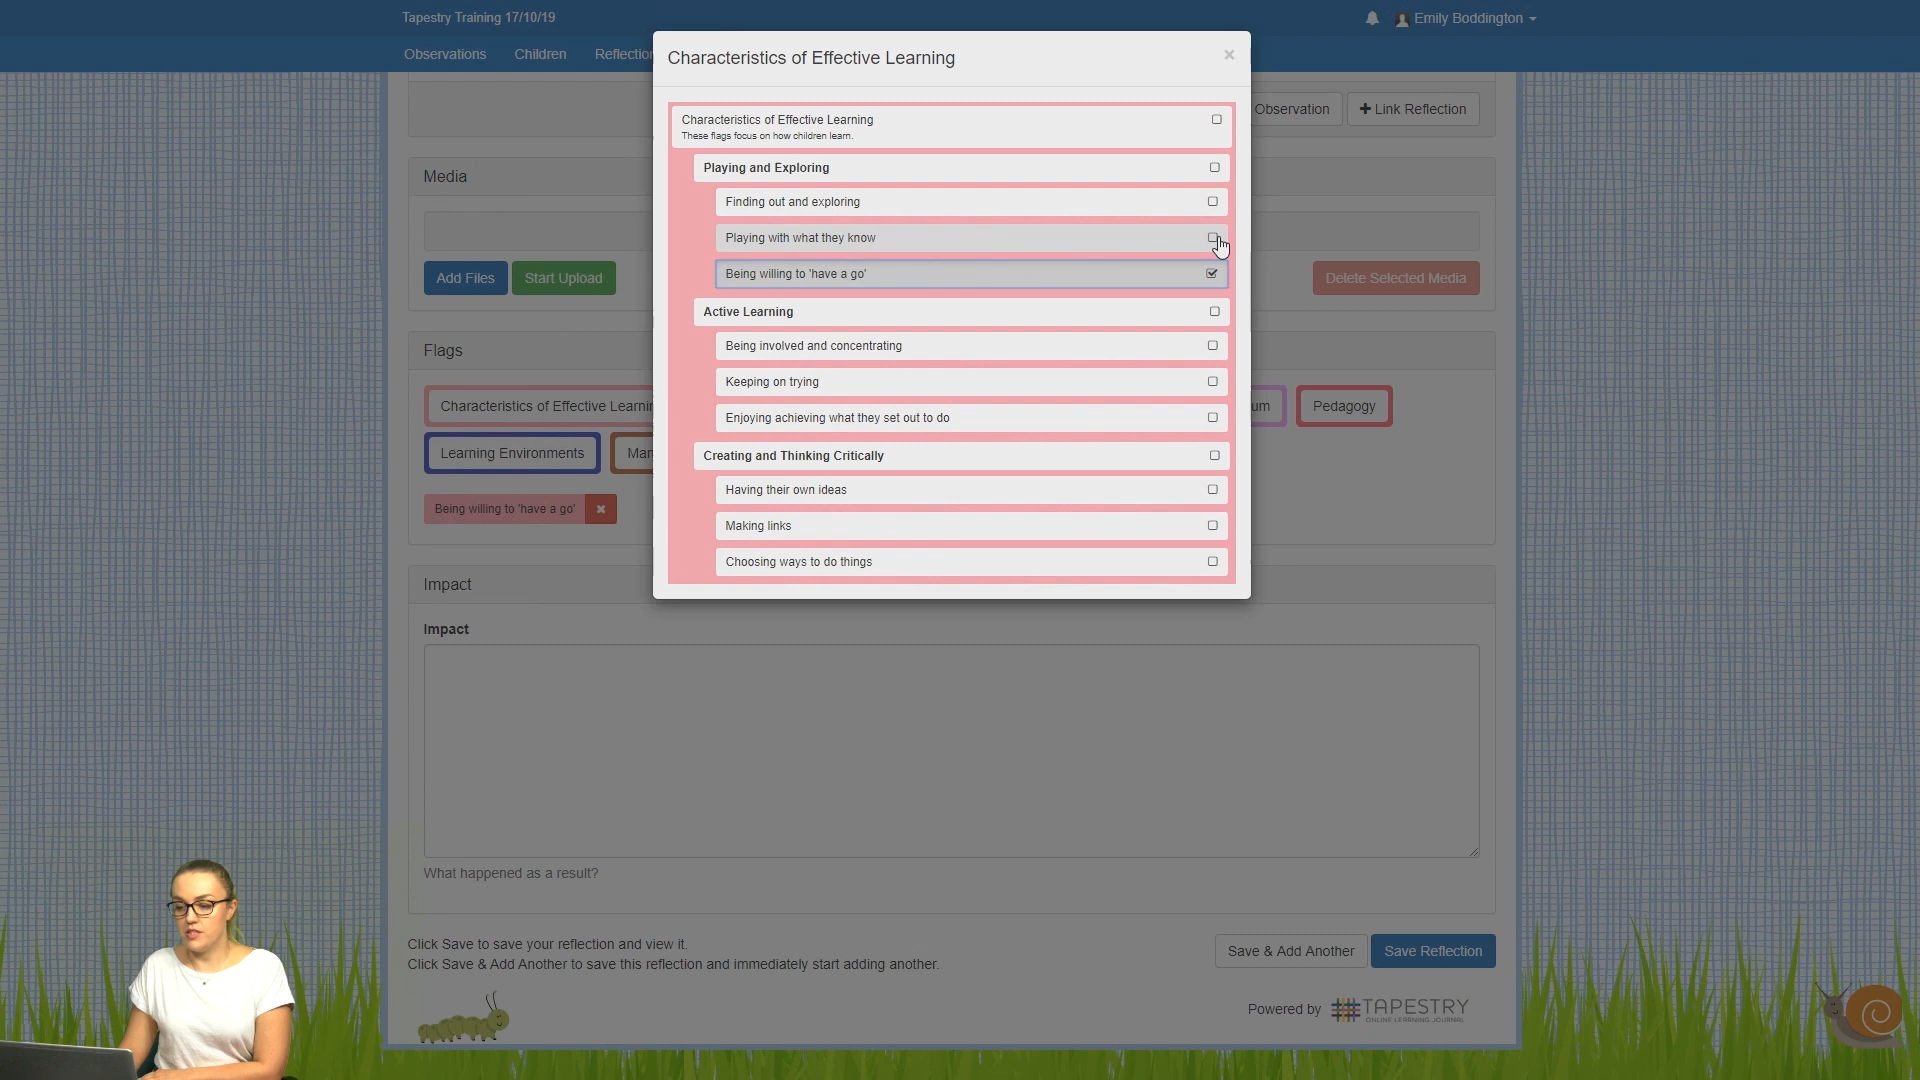 Tapestry Training 17/10/19
Emily Boddington
Observations Children Reflection
Characteristics of Effective Learning
×
Characteristics of Effective Learning
These flags focus on how children learn.
Playing and Exploring
Finding out and exploring
Playing with what they know
Being willing to 'have a go'
Active Learning
Being involved and concentrating
Keeping on trying
Enjoying achieving what they set out to do
Creating and Thinking Critically
Having their own ideas
Making links
Choosing ways to do things
Observation + Link Reflection
Media
Add Files Start Upload Delete Selected Media
Flags
Characteristics of Effective Learnin um Pedagogy
Learning Environments Man
Being willing to 'have a go'
Impact
Impact
What happened as a result?
Click Save to save your reflection and view it.
Click Save & Add Another to save this reflection and immediately start adding another.
Save & Add Another Save Reflection
Powered by TAPESTRY
ONLINE LEARNING JOURNAL